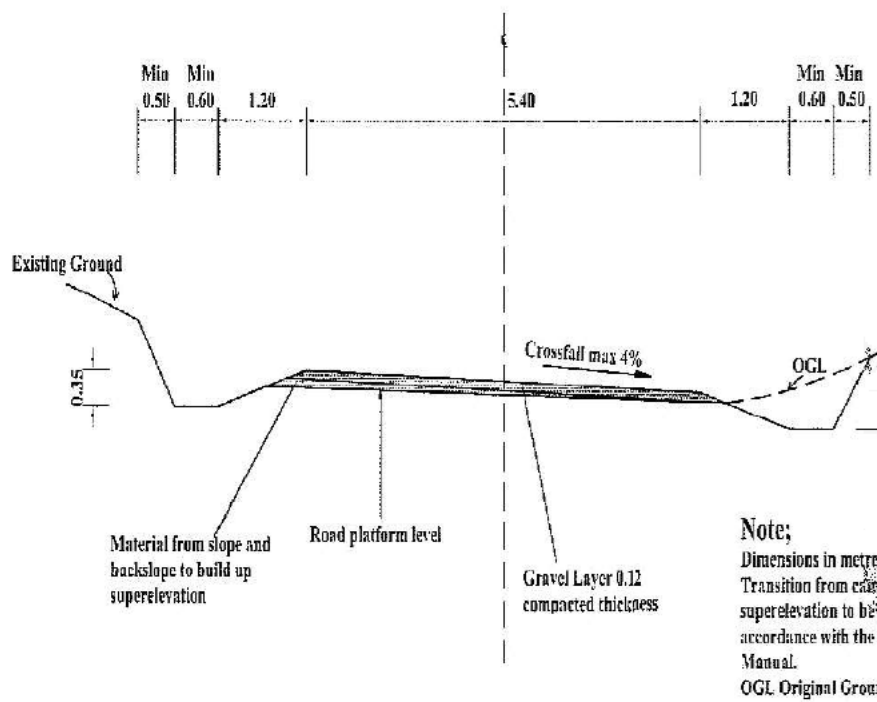 Min Min
0.50 0.60 1.20 5.40 1.20
Min Min
0.60 0.50
Existing Ground
0.35
Crossfall max 4%
OGL
Material from slope and
backslope to build up
superelevation
Road platform level
Gravel Layer 0.12
compacted thickness
Note;
Dimensions in metre
Transition from
superelevation to be
accordance with the
Manual.
OGL Original